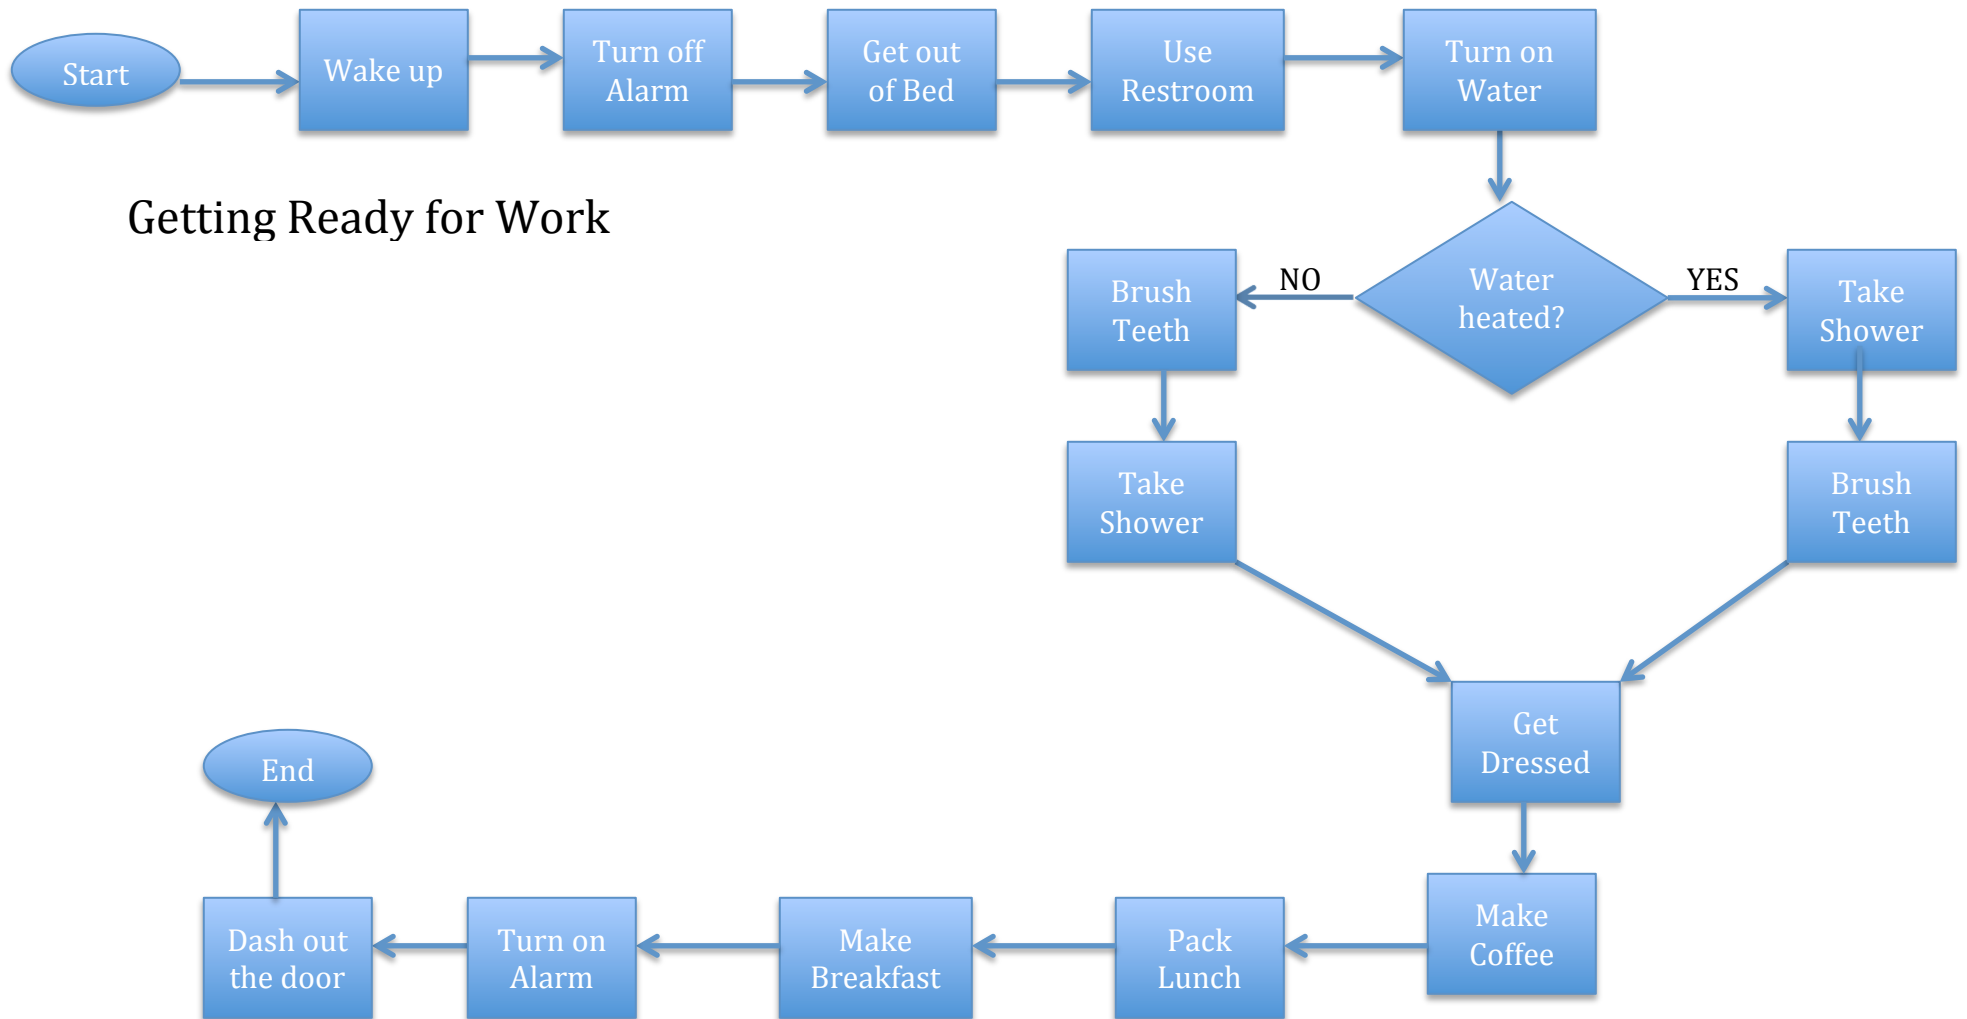 Start
Wake up
Turn off
Alarm
Get out
of Bed
Use
Restroom
Turn on
Water
Getting Ready for Work
Water
heated?
NO
Brush
Teeth
Take
Shower
YES
Take
Shower
Brush
Teeth
Get
Dressed
Make
Coffee
Pack
Lunch
Make
Breakfast
Turn on
Alarm
Dash out
the door
End